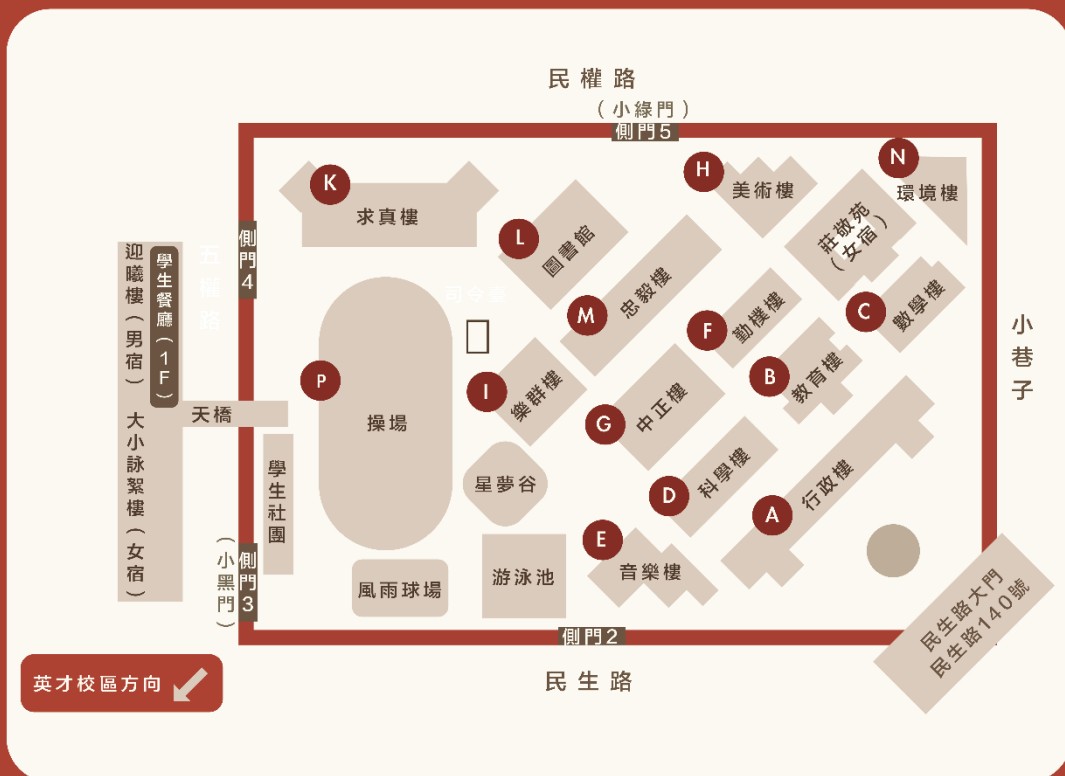 民權路
(小綠門)
側門5
K
求真樓
L
圖書館
H
美術樓
N
環境樓
莊敬苑
(女宿)
M
忠毅樓
F
勤樸樓
C
數學樓
小巷子
側門4
五權路
司令臺
迎曦樓(男宿)
大小詠絮樓(女宿)
學生餐廳(1F)
天橋
P
操場
I
樂群樓
G
中正樓
B
教育樓
D
科學樓
A
行政樓
星夢谷
學生社團
E
音樂樓
游泳池
風雨球場
側門3
(小黑門)
側門2
民生路
民生路大門
民生路140號
英才校區方向